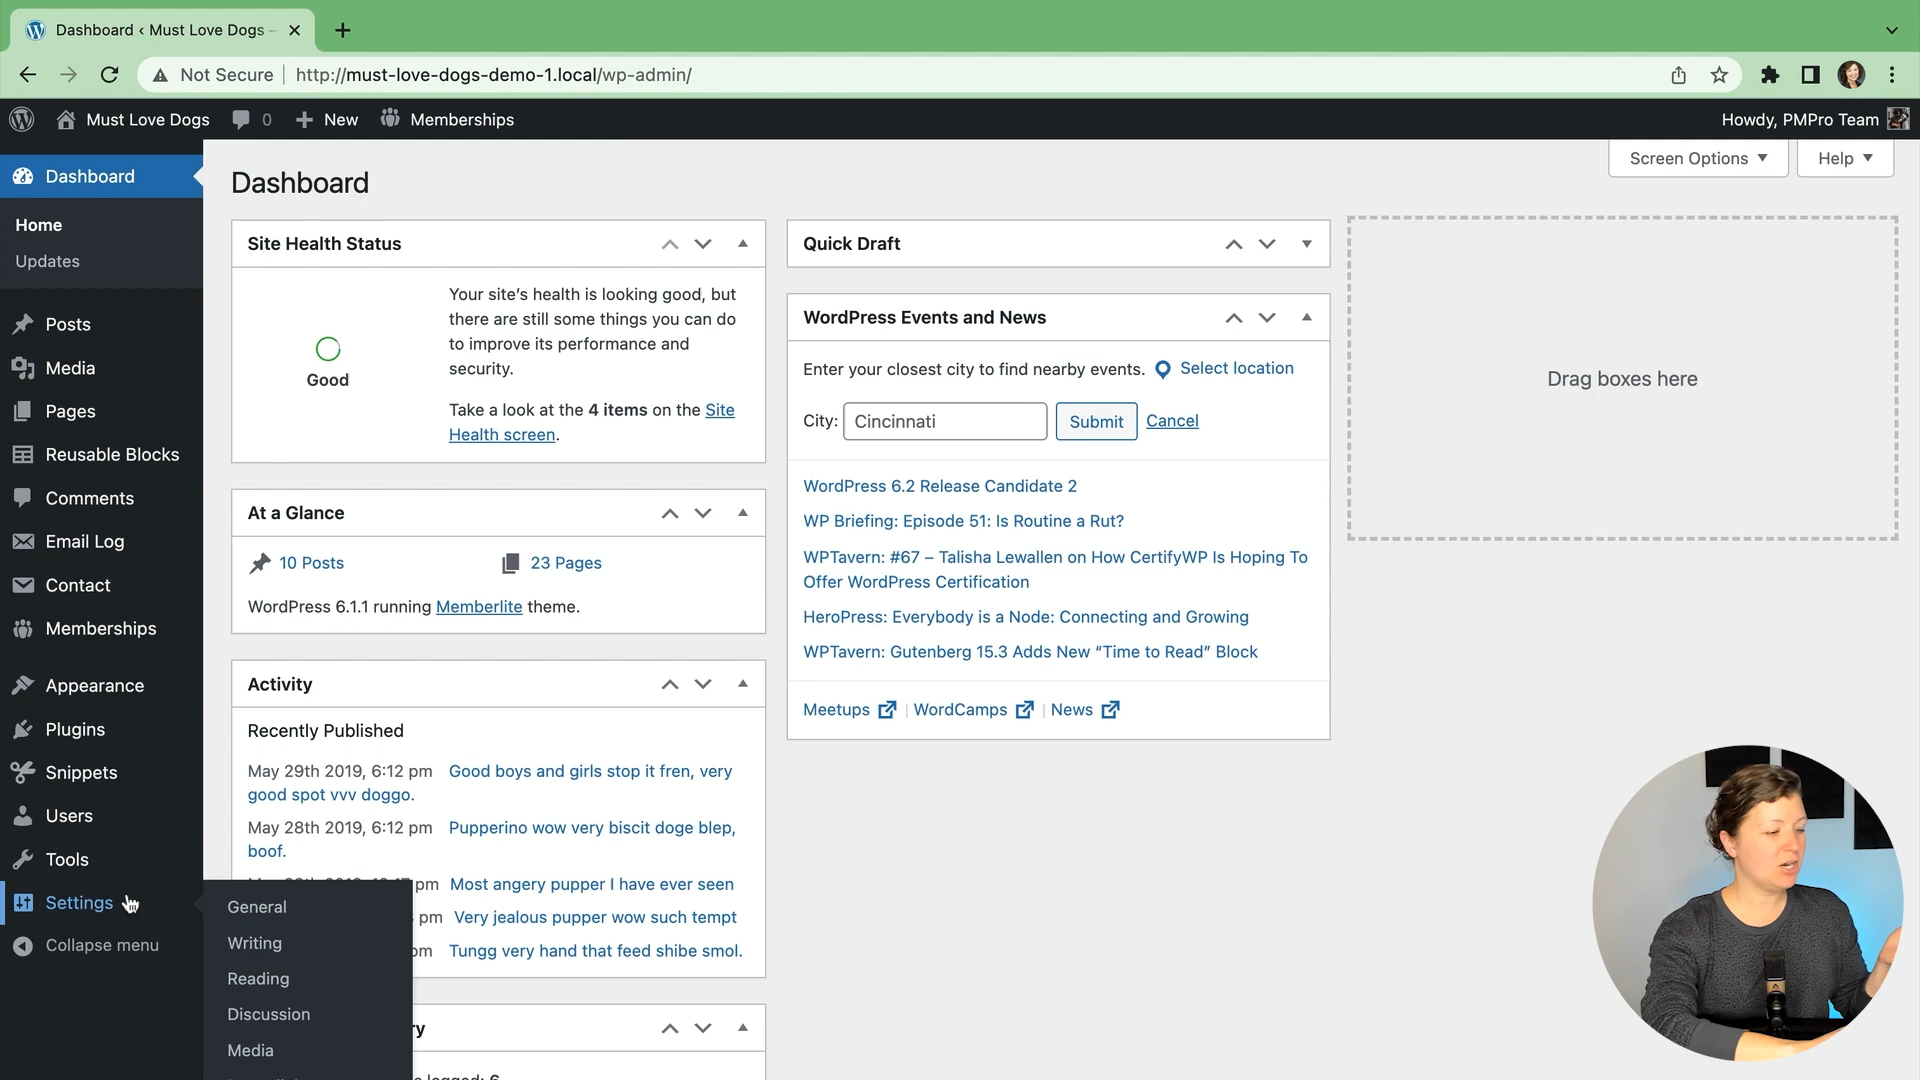 Dashboard ‹ Must Love Dogs –
Not Secure
http://must-love-dogs-demo-1.local/wp-admin/
Must Love Dogs
0
New
Memberships
Howdy, PMPro Team
Dashboard
Home
Updates
Posts
Media
Pages
Reusable Blocks
Comments
Email Log
Contact
Memberships
Appearance
Plugins
Snippets
Users
Tools
Settings
Collapse menu
General
Writing
Reading
Discussion
Media
Dashboard
Screen Options
Help
Site Health Status
Good
Your site’s health is looking good, but
there are still some things you can do
to improve its performance and
security.
Take a look at the 4 items on the Site
Health screen.
At a Glance
10 Posts
23 Pages
WordPress 6.1.1 running Memberlite theme.
Activity
Recently Published
May 29th 2019, 6:12 pm Good boys and girls stop it fren, very
good spot vvv doggo.
May 28th 2019, 6:12 pm Pupperino wow very biscit doge blep,
boof.
pm Most angry pupper I have ever seen
pm Very jealous pupper wow such tempt
pm Tungg very hand that feed shibe smol.
Quick Draft
WordPress Events and News
Enter your closest city to find nearby events. Select location
City: Cincinnati Submit Cancel
WordPress 6.2 Release Candidate 2
WP Briefing: Episode 51: Is Routine a Rut?
WPTavern: #67 – Talisha Lewallen on How CertifyWP Is Hoping To
Offer WordPress Certification
HeroPress: Everybody is a Node: Connecting and Growing
WPTavern: Gutenberg 15.3 Adds New “Time to Read” Block
Meetups | WordCamps | News
Drag boxes here